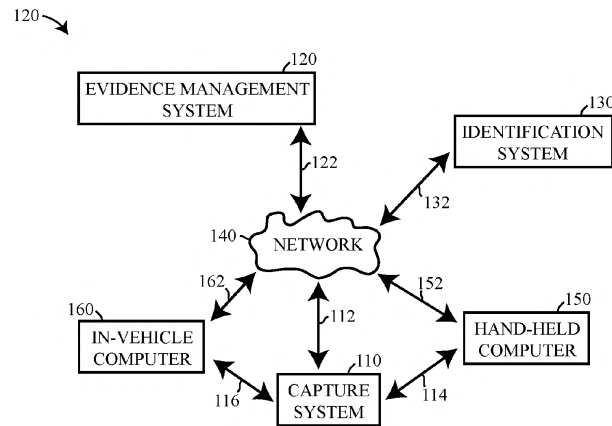 120
120
EVIDENCE MANAGEMENT
SYSTEM
130
IDENTIFICATION
SYSTEM
122
132
140
NETWORK
162
152
160
150
IN-VEHICLE
COMPUTER
112
HAND-HELD
COMPUTER
110
116
CAPTURE
SYSTEM
114